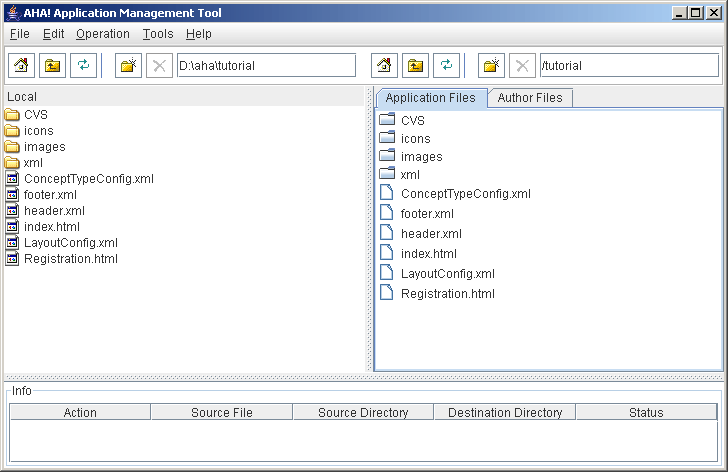 AHA! Application Management Tool
File Edit Operation Tools Help
D:\aha\tutorial
/tutorial
Local
CVS
icons
images
xml
ConceptTypeConfig.xml
footer.xml
header.xml
index.html
LayoutConfig.xml
Registration.html
Application Files Author Files
CVS
icons
images
xml
ConceptTypeConfig.xml
footer.xml
header.xml
index.html
LayoutConfig.xml
Registration.html
Info
Action Source File Source Directory Destination Directory Status